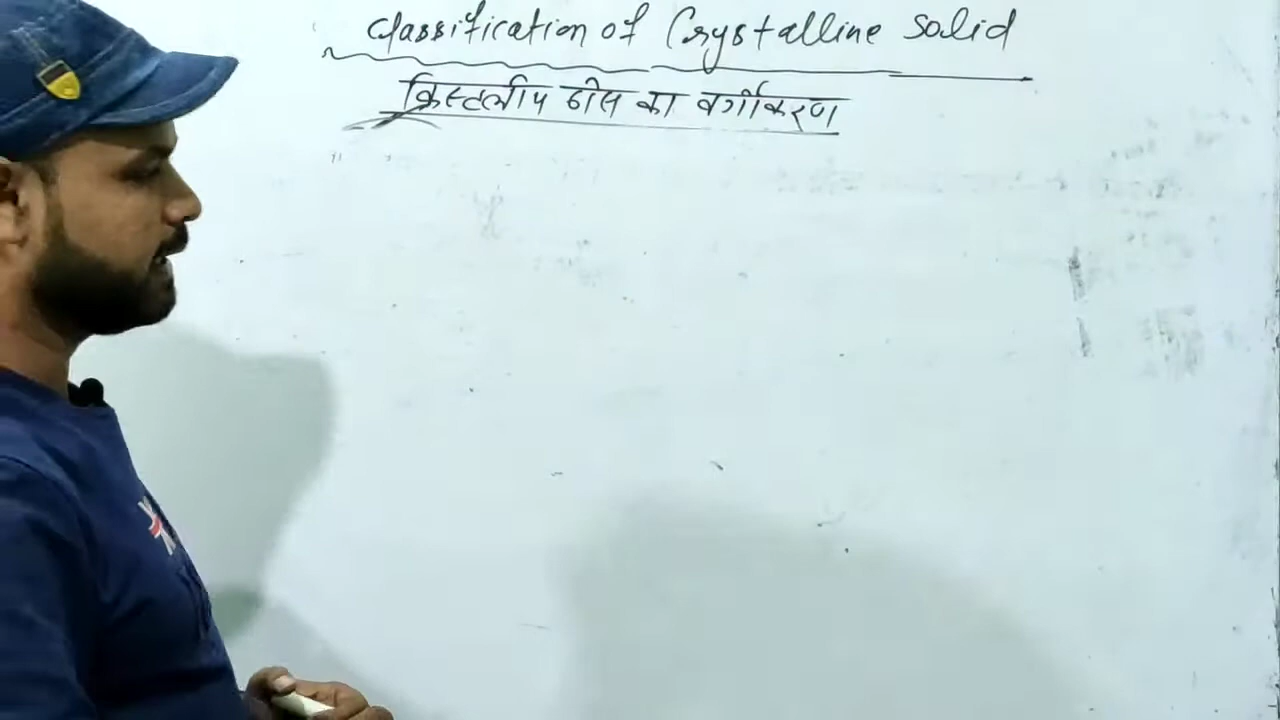 Classification of Crystalline Solid
क्रिस्टलीय ठोस का वर्गीकरण